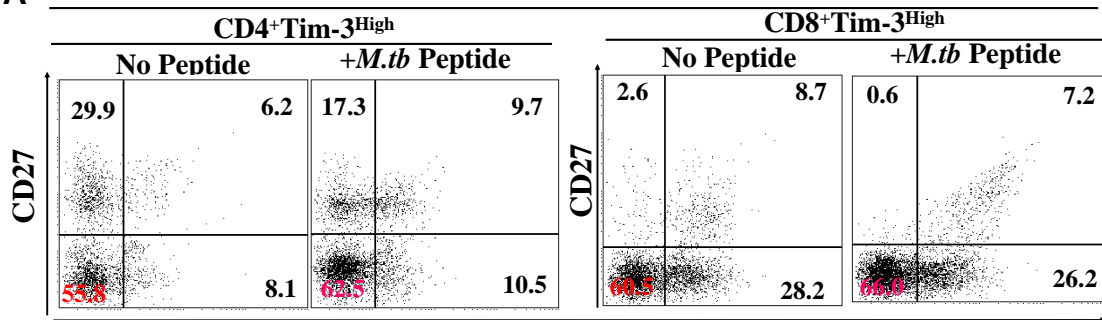 CD4+Tim-3High
CD8+Tim-3High
No Peptide
+M.tb Peptide
No Peptide
+M.tb Peptide
CD27
29.9
6.2
17.3
9.7
55.8
8.1
62.5
10.5
CD27
2.6
8.7
0.6
7.2
60.5
28.2
66.0
26.2